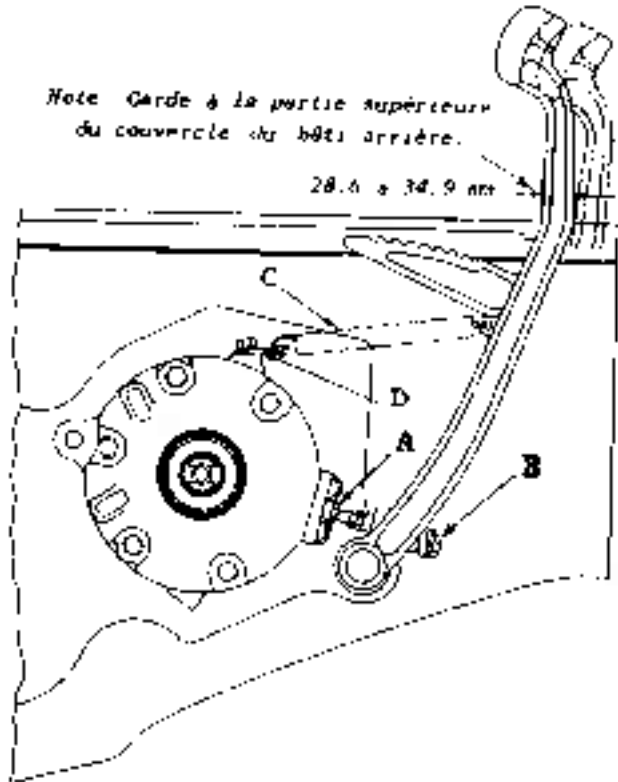 Note Garde à la partie supérieure
du couvercle du bâti arrière.
28.6 à 34.9 mm
C
D
A
B